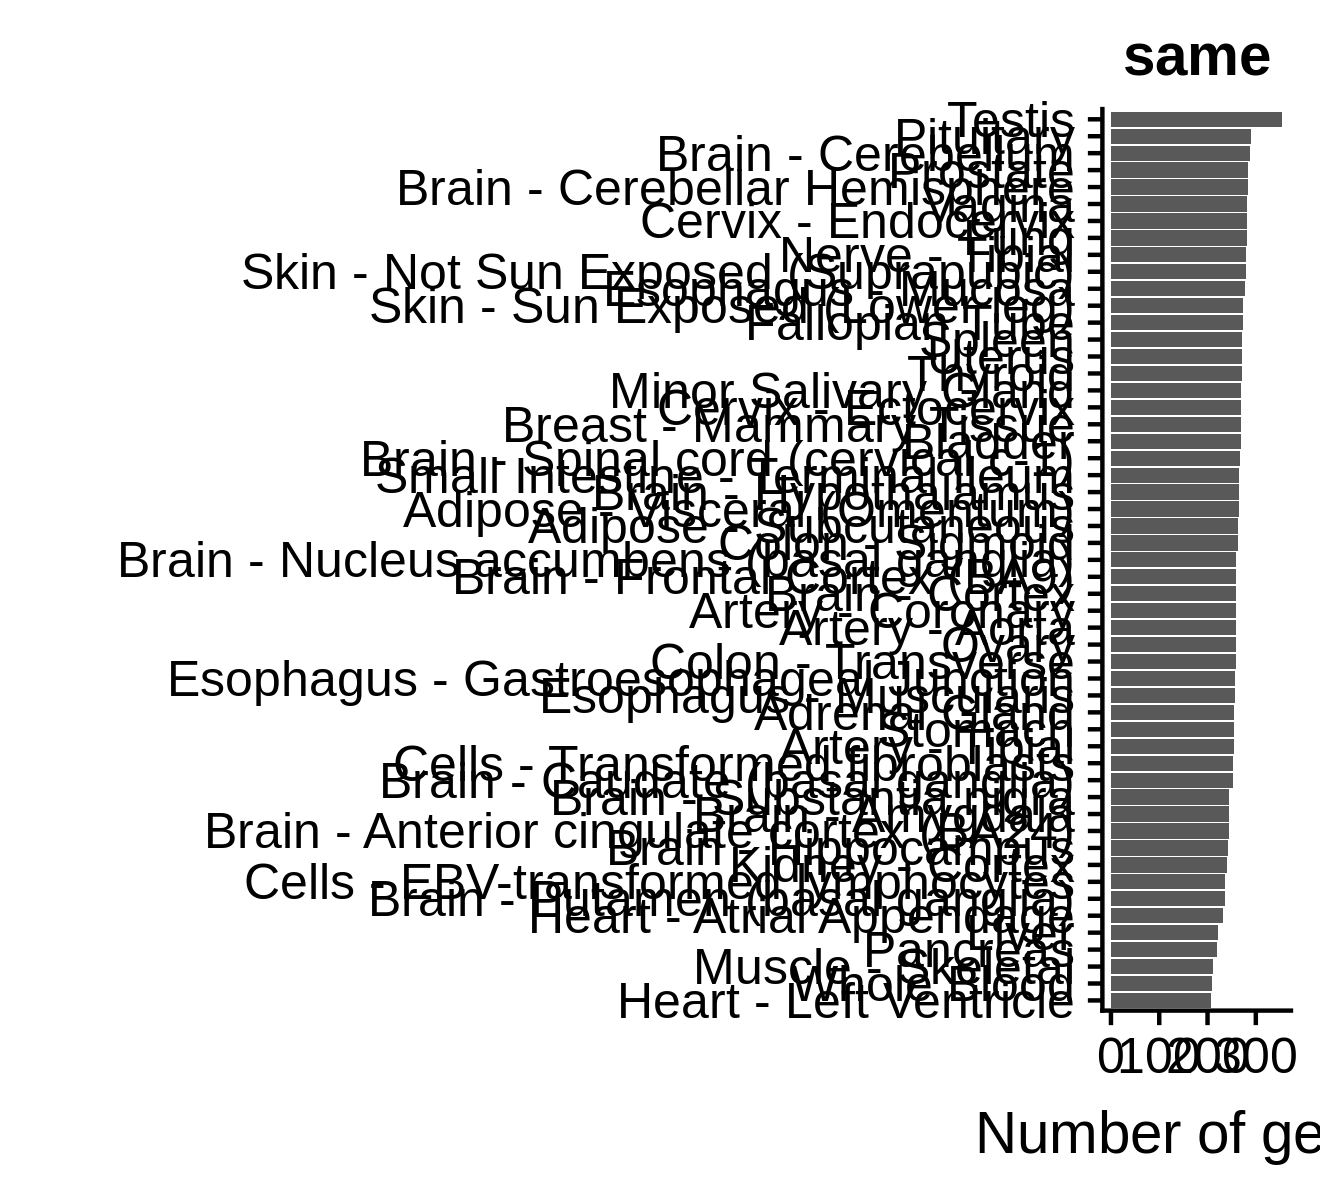 same
Testis
Pituitary
Brain - Cerebellum
Prostate
Brain - Cerebellar Hemisphere
Vagina
Cervix - Endocervix
Lung
Nerve - Tibial
Skin - Not Sun Exposed (Suprapubic)
Esophagus - Mucosa
Skin - Sun Exposed (Lower leg)
Fallopian Tube
Spleen
Uterus
Thyroid
Minor Salivary Gland
Cervix - Ectocervix
Breast - Mammary Tissue
Bladder
Brain - Spinal cord (cervical c-1)
Small Intestine - Terminal Ileum
Brain - Hypothalamus
Adipose - Visceral (Omentum)
Adipose - Subcutaneous
Colon - Sigmoid
Brain - Nucleus accumbens (basal ganglia)
Brain - Frontal Cortex (BA9)
Brain - Cortex
Artery - Coronary
Artery - Aorta
Ovary
Colon - Transverse
Esophagus - Gastroesophageal Junction
Esophagus - Muscularis
Adrenal Gland
Stomach
Artery - Tibial
Cells - Transformed fibroblasts
Brain - Caudate (basal ganglia)
Brain - Substantia nigra
Brain - Amygdala
Brain - Anterior cingulate cortex (BA24)
Brain - Hippocampus
Kidney - Cortex
Cells - EBV-transformed lymphocytes
Brain - Putamen (basal ganglia)
Heart - Atrial Appendage
Liver
Pancreas
Muscle - Skeletal
Whole Blood
Heart - Left Ventricle
0 100 200 300
Number of ge